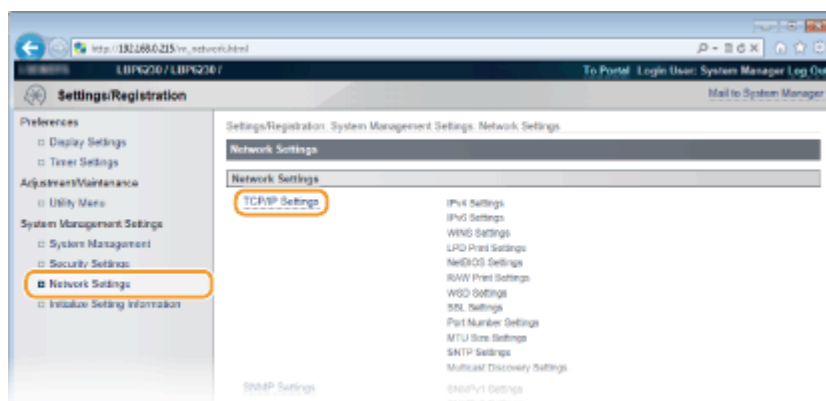 http://192.168.0.215/m_network.html
LBP6230 / LBP6230 /
To Portal Login User: System Manager Log Ou
Settings/Registration
Mail to System Manager
Preferences
Display Settings
Timer Settings
Adjustment/Maintenance
Utility Menu
System Management Settings
System Management
Security Settings
Network Settings
Initialize Setting Information
Settings/Registration: System Management Settings: Network Settings
Network Settings
Network Settings
TCP/IP Settings
IPv4 Settings
IPv6 Settings
WINS Settings
LPD Print Settings
NetBIOS Settings
RAW Print Settings
WSD Settings
SSL Settings
Port Number Settings
MTU Size Settings
SNTP Settings
Multicast Discovery Settings
SNMP Settings
SNMPv1 Settings